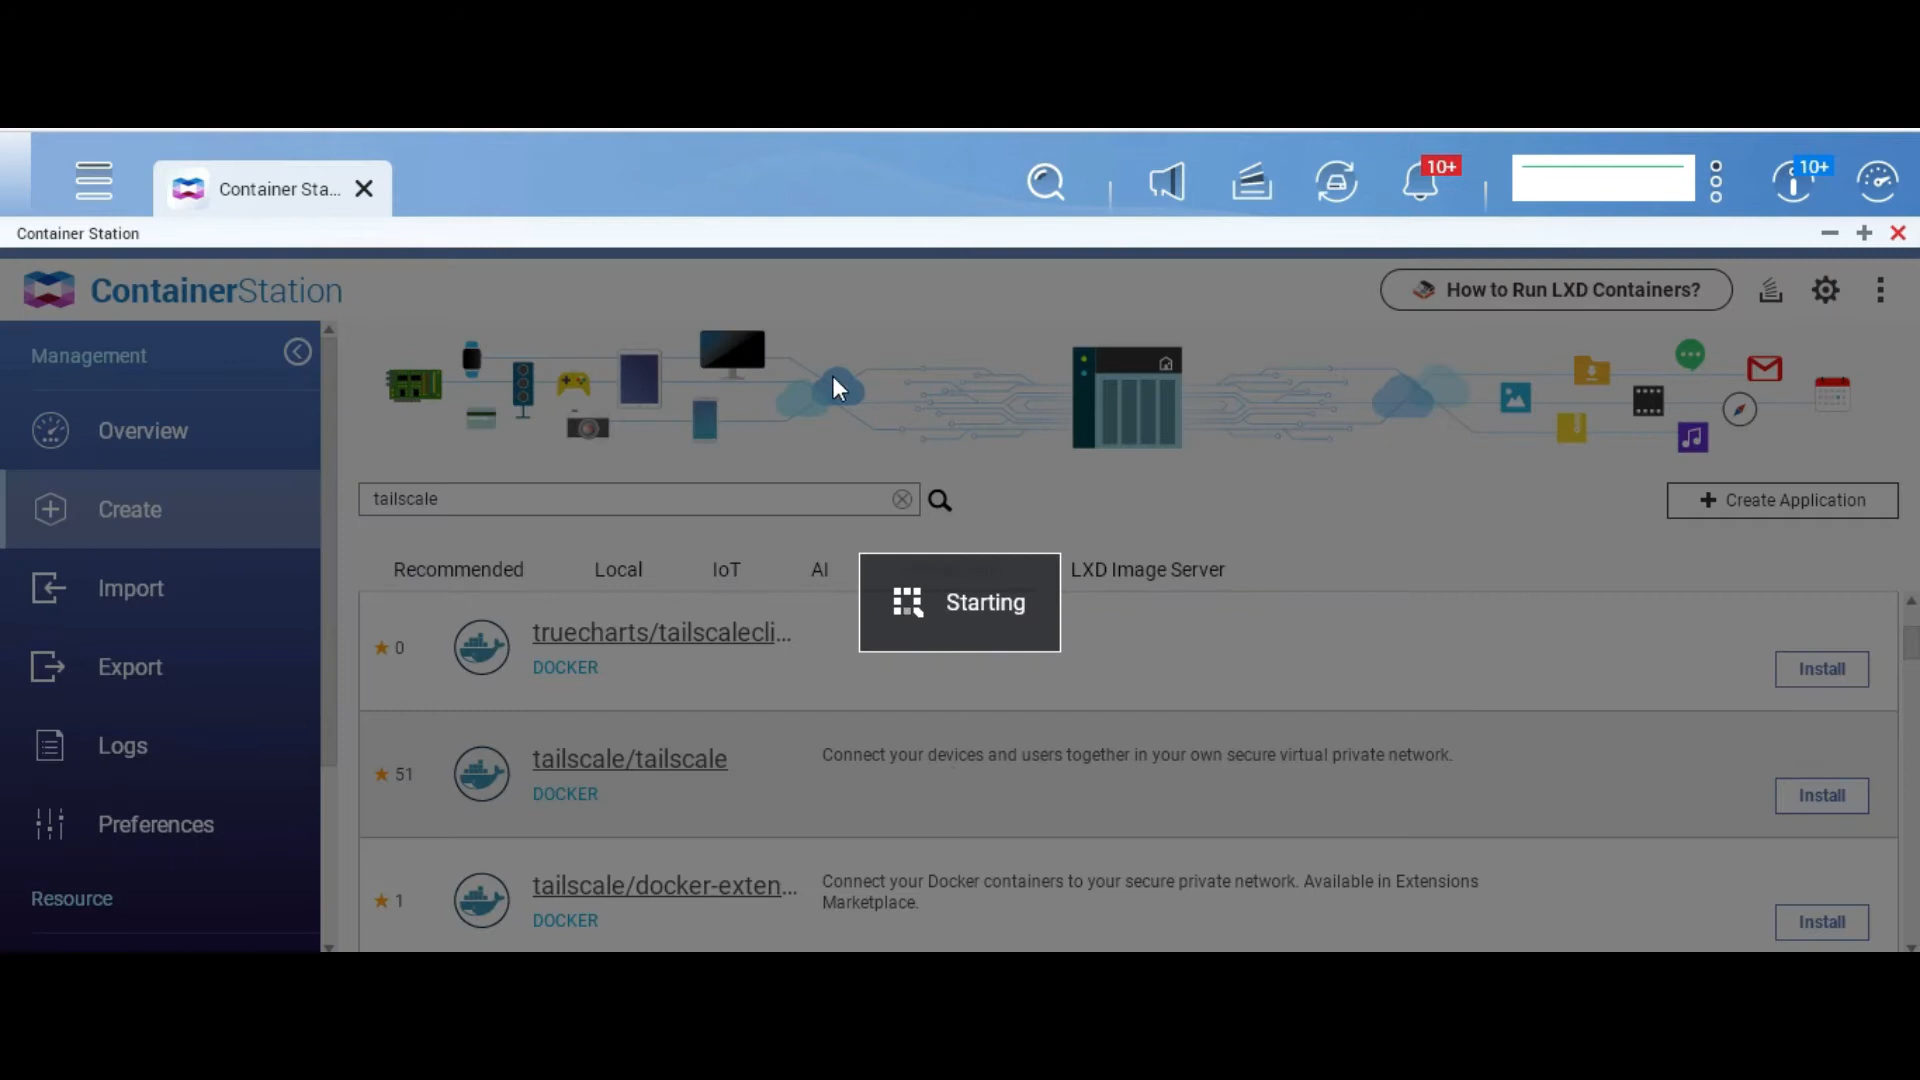 Container Sta...
10+
10+
Container Station
ContainerStation
How to Run LXD Containers?
Management
Overview
Create
Import
Export
Logs
Preferences
Resource
tailscale
Create Application
Recommended
Local
IoT
AI
LXD Image Server
Starting
0
truecharts/tailscalecli...
DOCKER
Install
51
tailscale/tailscale
DOCKER
Connect your devices and users together in your own secure virtual private network.
Install
1
tailscale/docker-exten...
DOCKER
Connect your Docker containers to your secure private network. Available in Extensions
Marketplace.
Install